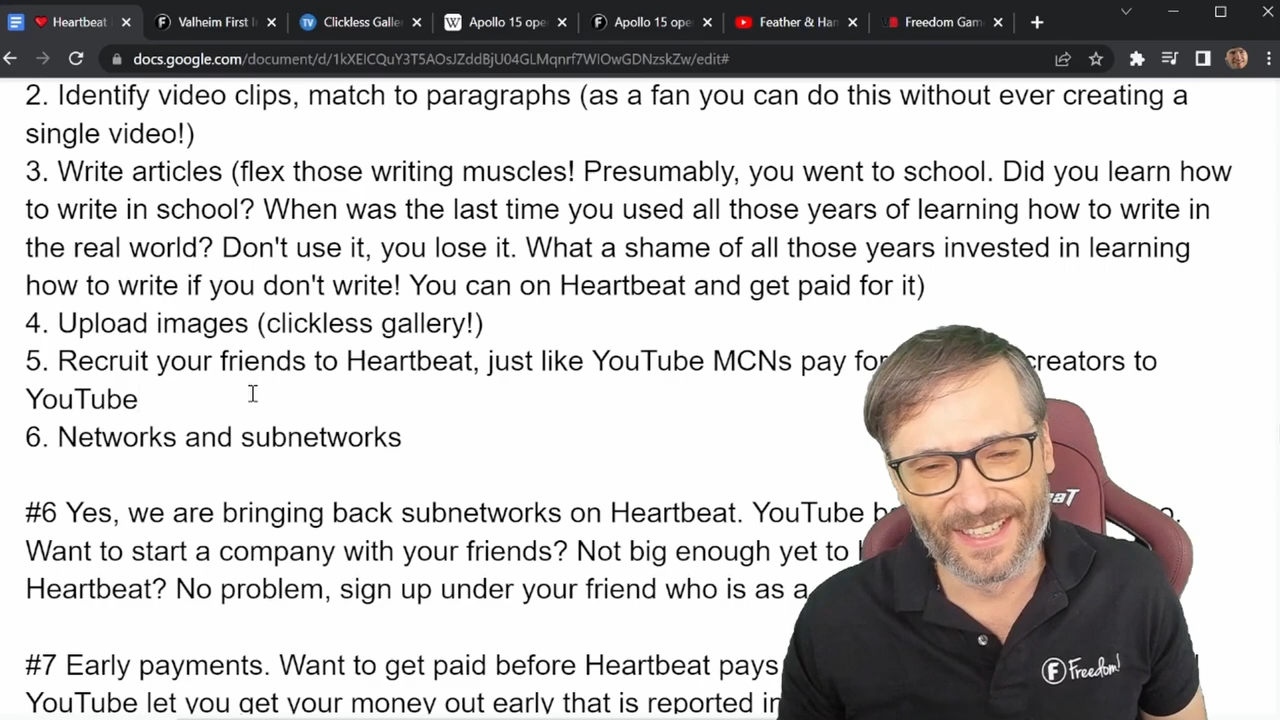 Heartbeat
Valheim First I
Clickless Galler
Apollo 15 ope
Apollo 15 ope
Feather & Han
Freedom Gam
docs.google.com/document/d/1kXElCQuY3T5AOsJZddBjU04GLMqnrf7WIOwGDNzskZw/edit#
2. Identify video clips, match to paragraphs (as a fan you can do this without ever creating a
single video!)
3. Write articles (flex those writing muscles! Presumably, you went to school. Did you learn how
to write in school? When was the last time you used all those years of learning how to write in
the real world? Don't use it, you lose it. What a shame of all those years invested in learning
how to write if you don't write! You can on Heartbeat and get paid for it)
4. Upload images (clickless gallery!)
5. Recruit your friends to Heartbeat, just like YouTube MCNs pay for creators to
YouTube
6. Networks and subnetworks
#6 Yes, we are bringing back subnetworks on Heartbeat. YouTube
Want to start a company with your friends? Not big enough yet to
Heartbeat? No problem, sign up under your friend who is as a
#7 Early payments. Want to get paid before Heartbeat pays
YouTube let you get your money out early that is reported in
Freedom!